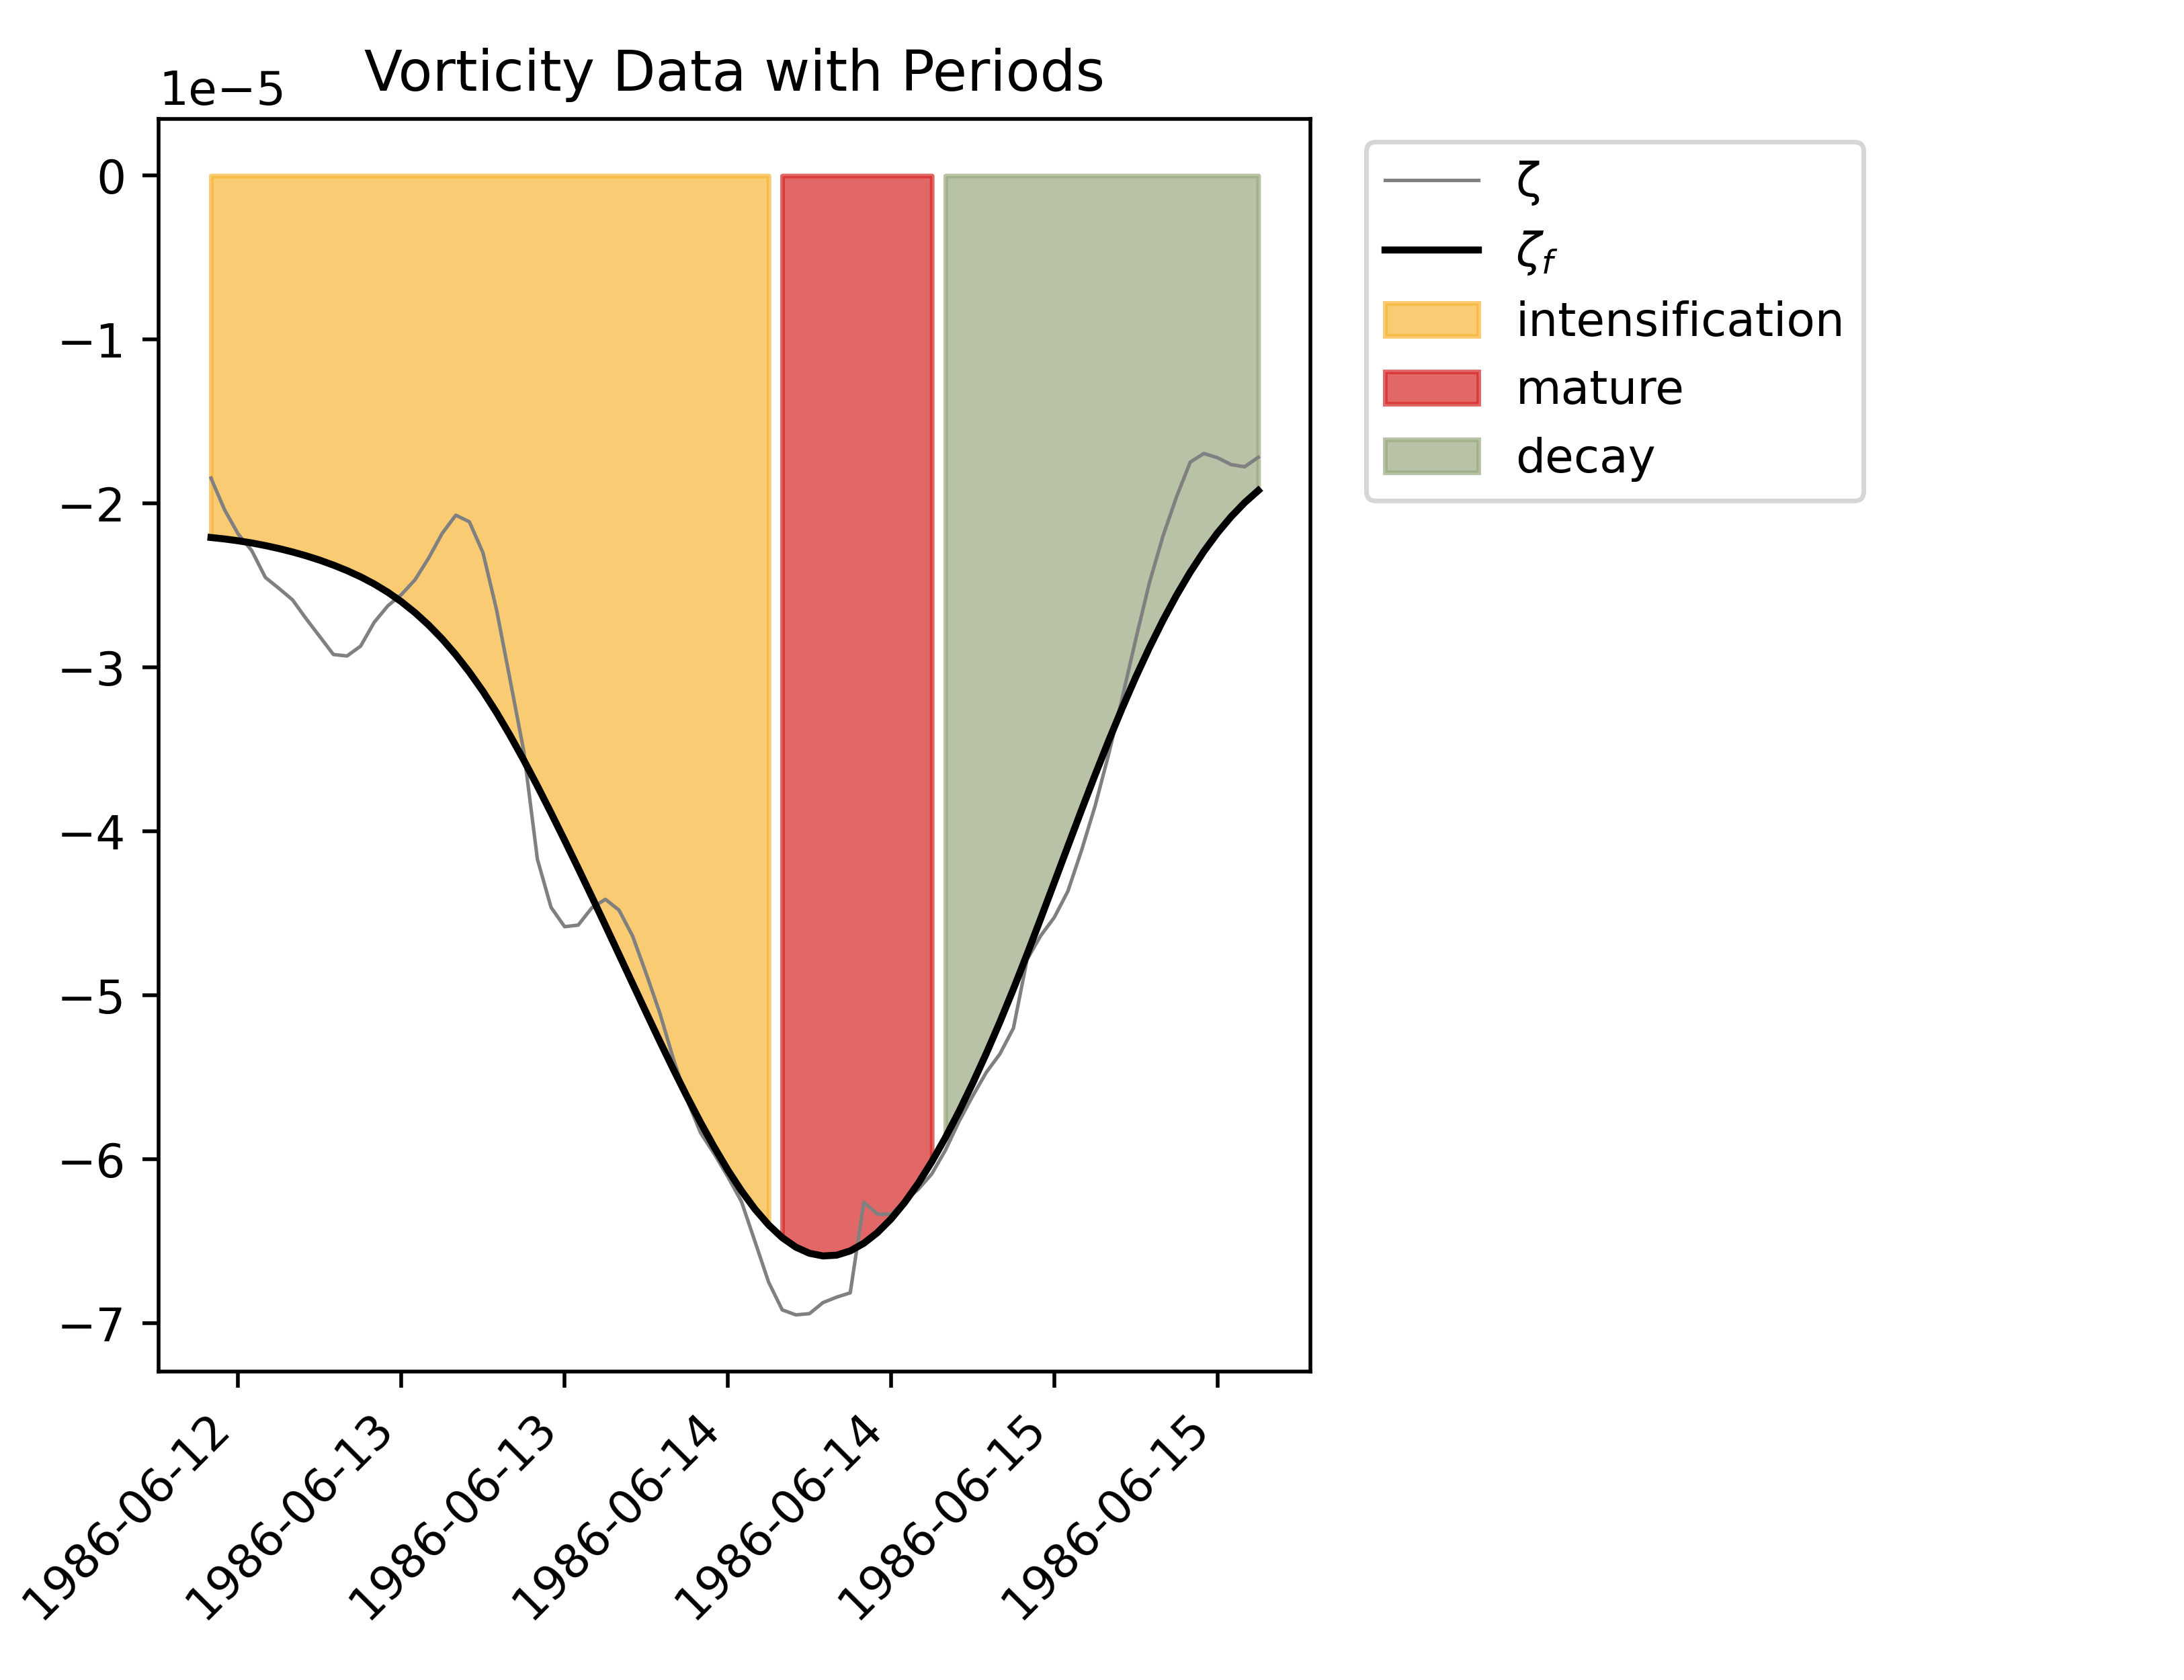 Vorticity Data with Periods
1e−5
0
−1
−2
−3
−4
−5
−6
−7
1986-06-12
1986-06-13
1986-06-13
1986-06-14
1986-06-14
1986-06-15
1986-06-15
ζ
ζf
intensification
mature
decay